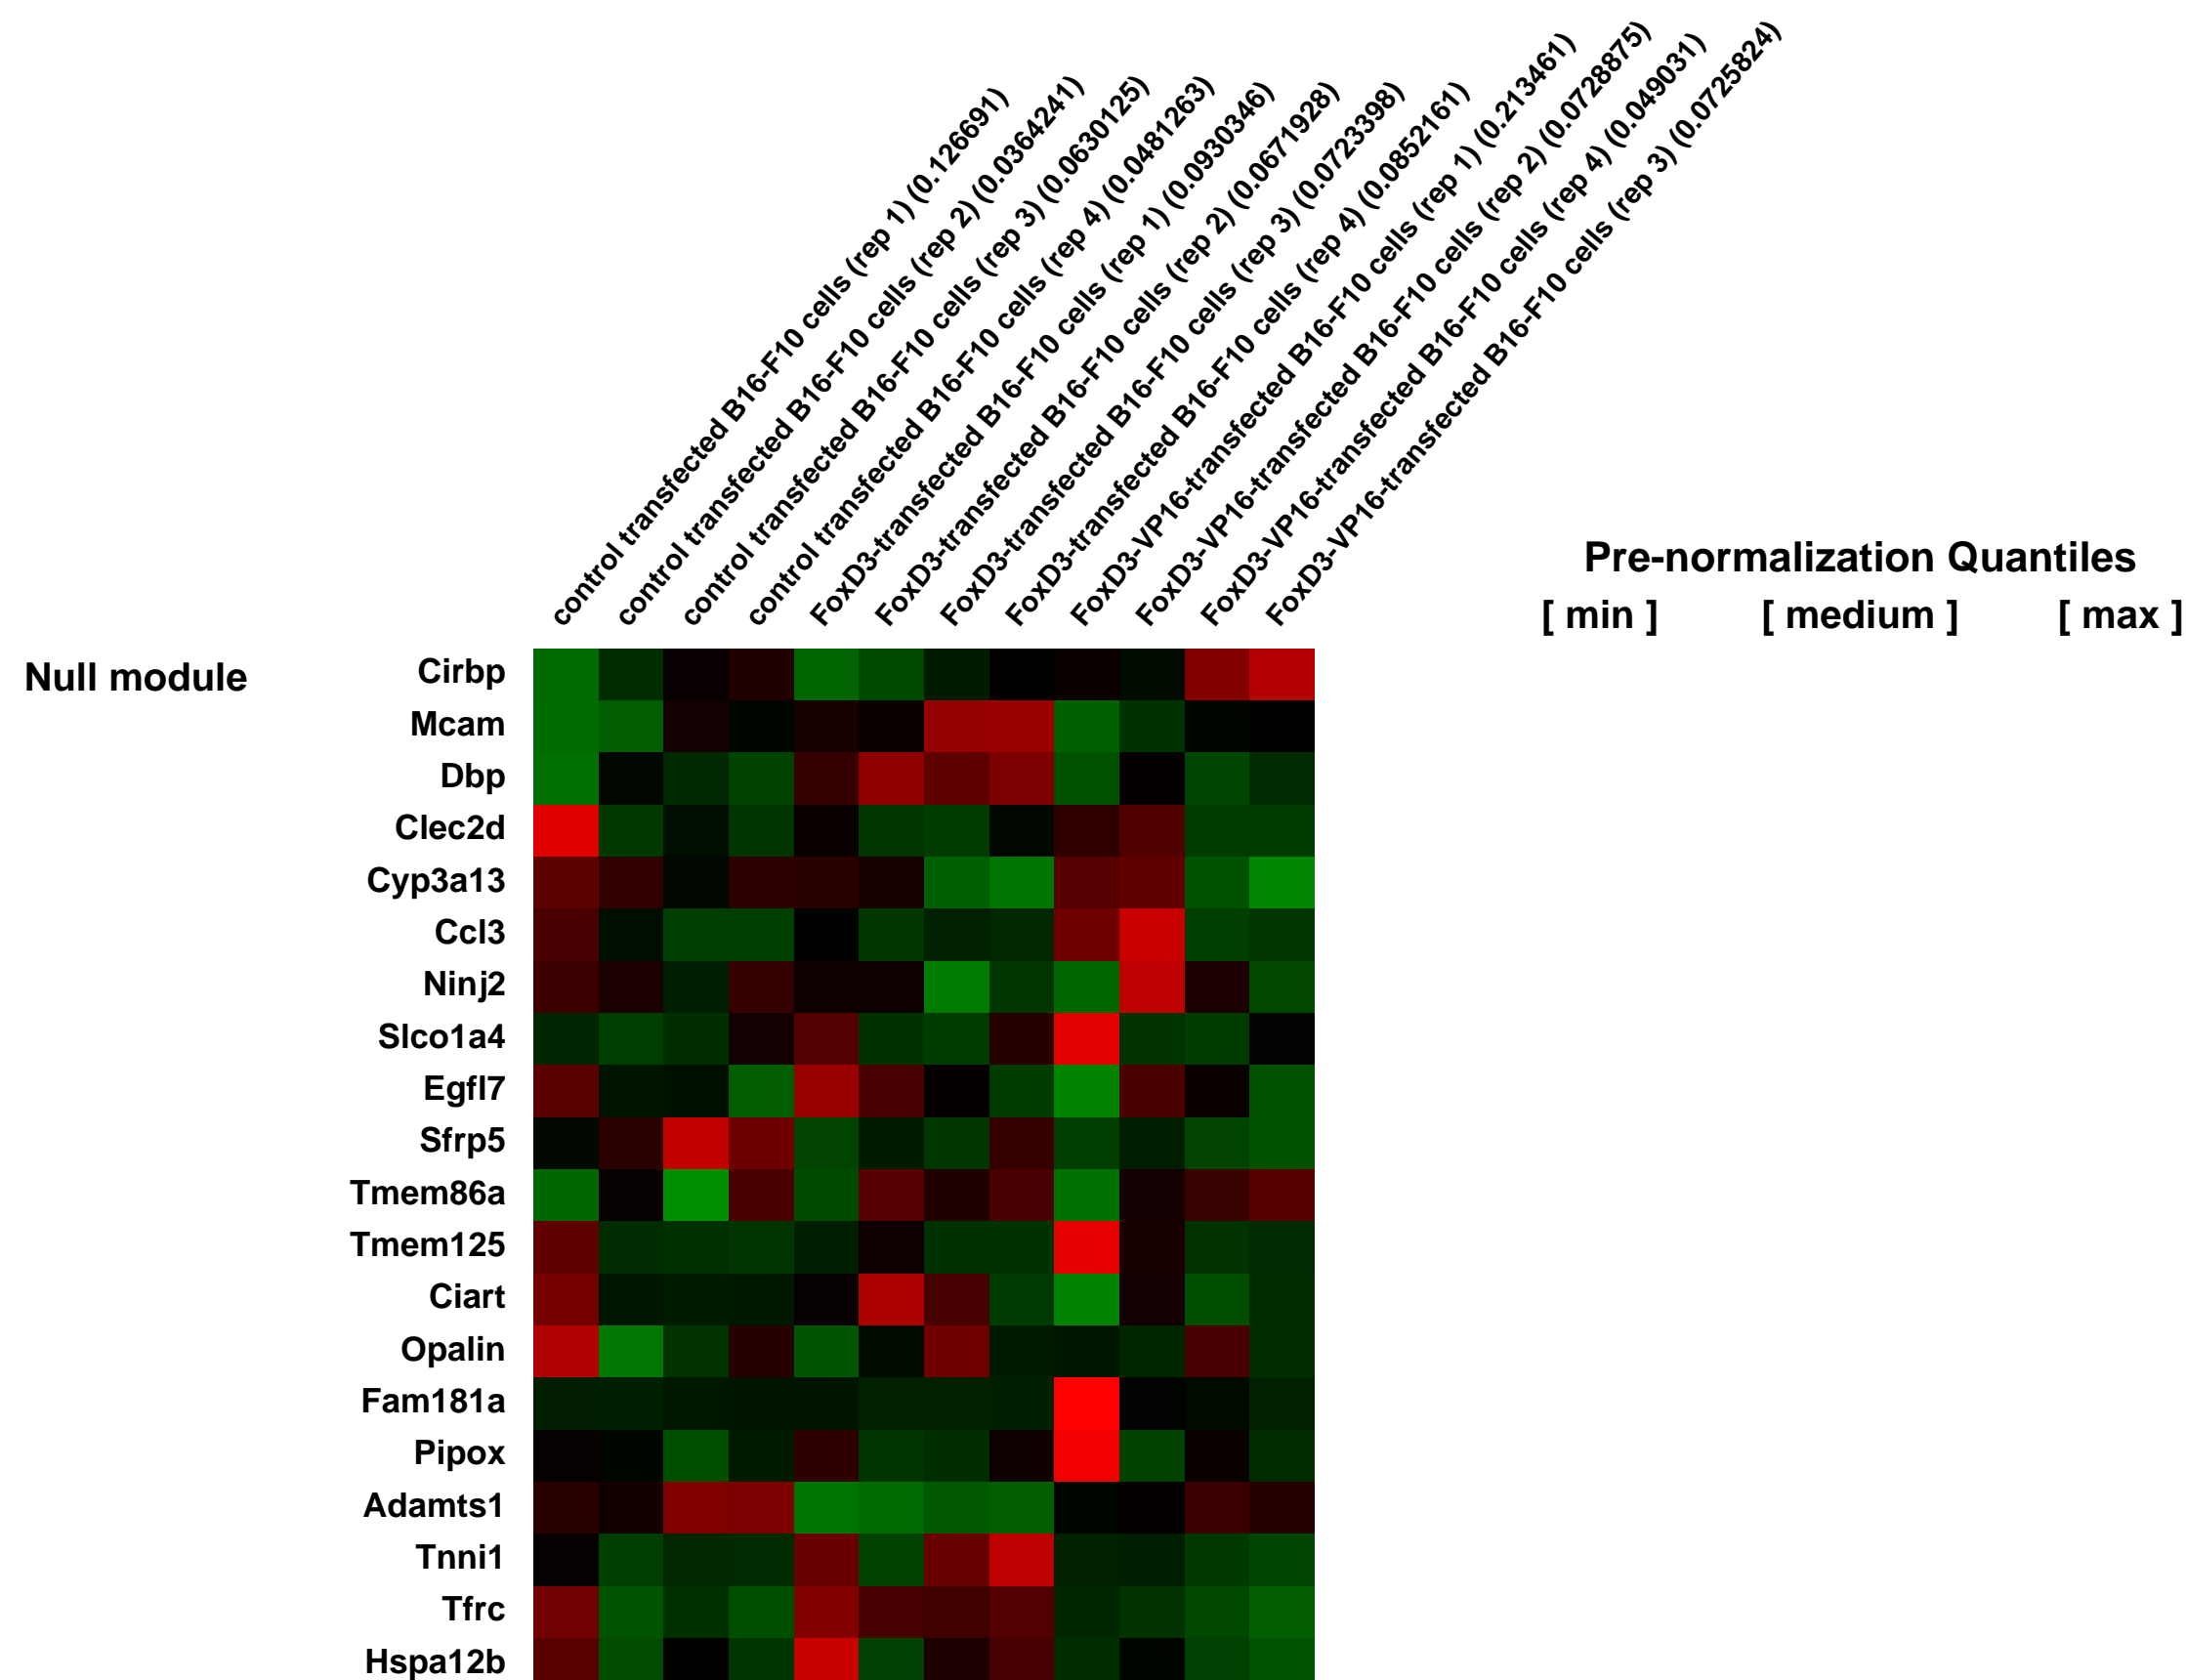 control transfected B16-F10 cells (rep 1) (0.126691)
control transfected B16-F10 cells (rep 2) (0.0364241)
control transfected B16-F10 cells (rep 3) (0.0630125)
control transfected B16-F10 cells (rep 4) (0.0481263)
FoxD3-transfected B16-F10 cells (rep 1) (0.0930346)
FoxD3-transfected B16-F10 cells (rep 2) (0.0671928)
FoxD3-transfected B16-F10 cells (rep 3) (0.0723398)
FoxD3-transfected B16-F10 cells (rep 4) (0.0852161)
FoxD3-VP16-transfected B16-F10 cells (rep 1) (0.213461)
FoxD3-VP16-transfected B16-F10 cells (rep 2) (0.0728875)
FoxD3-VP16-transfected B16-F10 cells (rep 4) (0.049031)
FoxD3-VP16-transfected B16-F10 cells (rep 3) (0.0725824)
Pre-normalization Quantiles
[ min ] [ medium ] [ max ]
Null module
Cirbp
Mcam
Dbp
Clec2d
Cyp3a13
Ccl3
Ninj2
Slco1a4
Egfl7
Sfrp5
Tmem86a
Tmem125
Ciart
Opalin
Fam181a
Pipox
Adamts1
Tnni1
Tfrc
Hspa12b